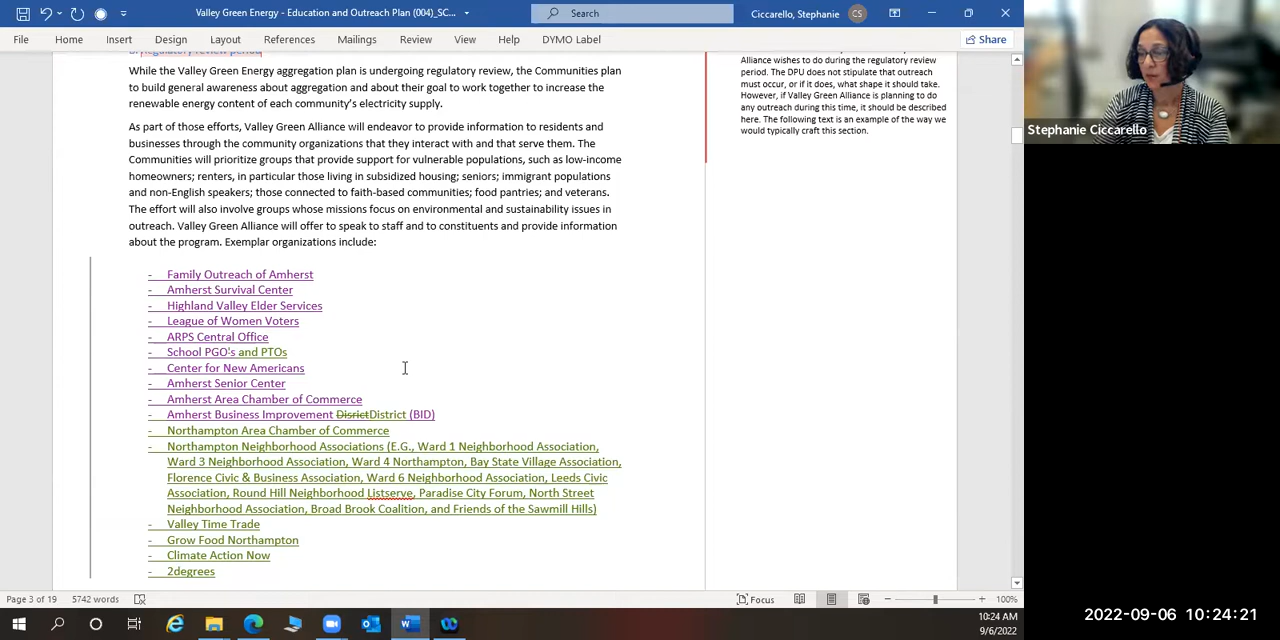 Valley Green Energy - Education and Outreach Plan (004)_SC...
Search
Ciccarello, Stephanie
CS
File Home Insert Draw Design Layout References Mailings Review View Help DYMO Label
Share
Regulatory review period
While the Valley Green Energy aggregation plan is undergoing regulatory review, the Communities plan
to build general awareness about aggregation and about their goal to work together to increase the
renewable energy content of each community's electricity supply.
As part of those efforts, Valley Green Alliance will endeavor to provide information to residents and
businesses through the community organizations that they interact with and that serve them. The
Communities will prioritize groups that provide support for vulnerable populations, such as low-income
homeowners; renters, in particular those living in subsidized housing; seniors; immigrant populations
and non-English speakers; those connected to faith-based communities; food pantries; and veterans.
The effort will also involve groups whose missions focus on environmental and sustainability issues in
outreach. Valley Green Alliance will offer to speak to staff and to constituents and provide information
about the program. Exemplar organizations include:
- Family Outreach of Amherst
- Amherst Survival Center
- Highland Valley Elder Services
- League of Women Voters
- ARPS Central Office
- School PGO's and PTOs
- Center for New Americans
- Amherst Senior Center
- Amherst Area Chamber of Commerce
- Amherst Business Improvement DisrictDistrict (BID)
- Northampton Area Chamber of Commerce
- Northampton Neighborhood Associations (E.G., Ward 1 Neighborhood Association,
Ward 3 Neighborhood Association, Ward 4 Northampton, Bay State Village Association,
Florence Civic & Business Association, Ward 6 Neighborhood Association, Leeds Civic
Association, Round Hill Neighborhood Listserve, Paradise City Forum, North Street
Neighborhood Association, Broad Brook Coalition, and Friends of the Sawmill Hills)
- Valley Time Trade
- Grow Food Northampton
- Climate Action Now
- 2degrees
Alliance wishes to do during the regulatory review
period. The DPU does not stipulate that outreach
must occur, or if it does, what shape it should take.
However, if Valley Green Alliance is planning to do
any outreach during this time, it should be described
here. The following text is an example of the way we
would typically craft this section.
Stephanie Ciccarello
Page 3 of 19 5742 words
Focus
100%
10:24 AM
9/6/2022
2022-09-06 10:24:21